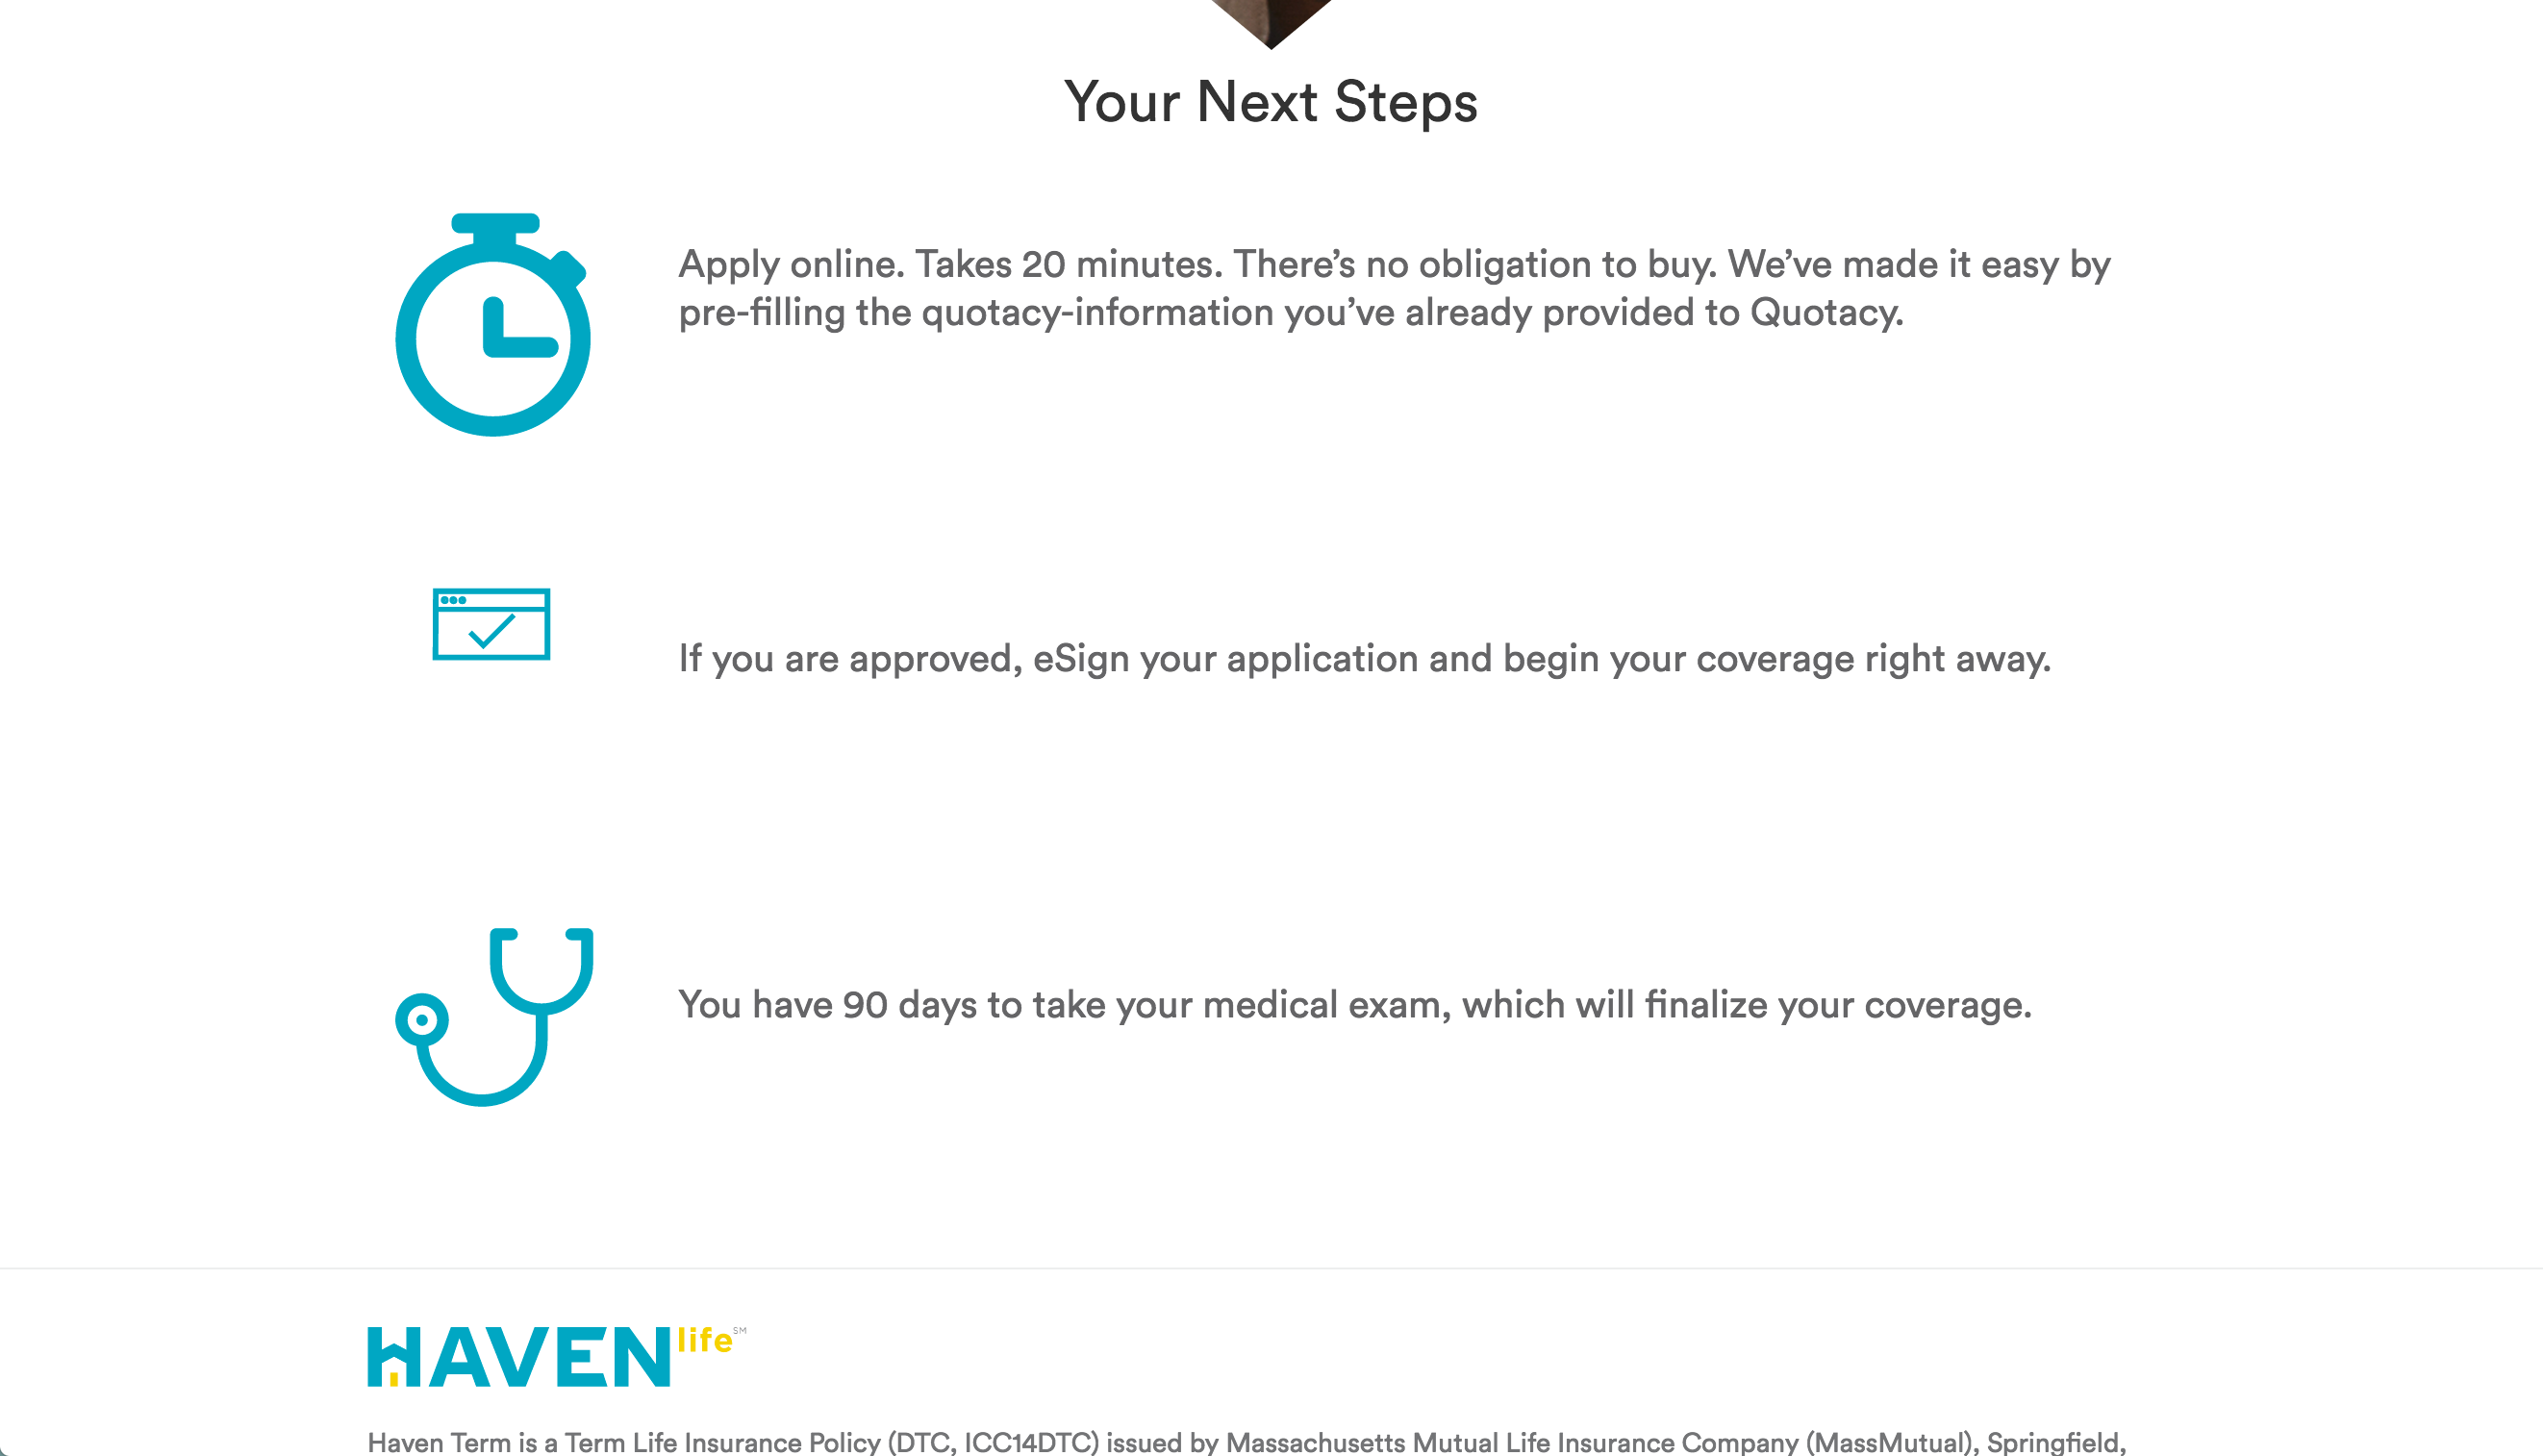 Your Next Steps
Apply online. Takes 20 minutes. There’s no obligation to buy. We’ve made it easy by
pre-filling the quotacy-information you’ve already provided to Quotacy.
If you are approved, eSign your application and begin your coverage right away.
You have 90 days to take your medical exam, which will finalize your coverage.
HAVEN life SM
Haven Term is a Term Life Insurance Policy (DTC, ICC14DTC) issued by Massachusetts Mutual Life Insurance Company (MassMutual), Springfield,